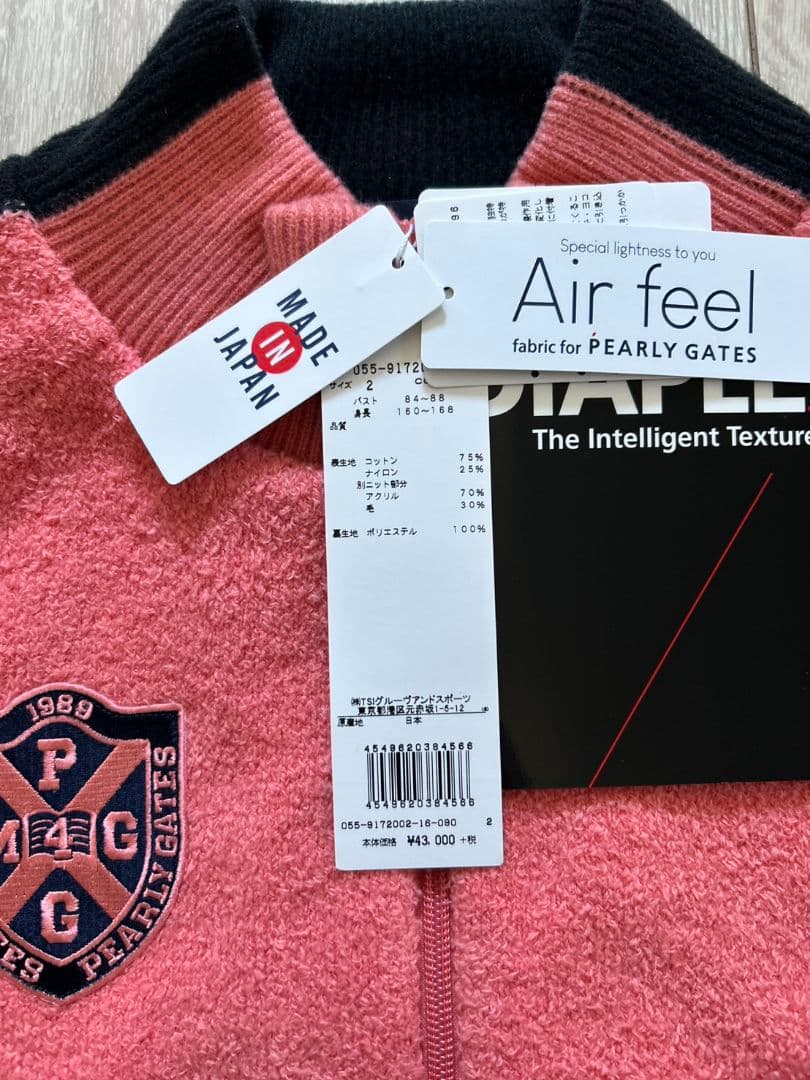 MADE
IN
JAPAN
96
Special lightness to you
Air feel
fabric for PEARLY GATES
The Intelligent Texture
055-9172
サイズ 2
バスト 84~88
身長 160~168
品質
表生地 コットン 75%
ナイロン 25%
別ニット部分
アクリル 70%
毛 30%
裏生地 ポリエステル 100%
㈱TSIグルーヴアンドスポーツ
東京都港区元赤坂1-5-12
原産地 日本
4549620384566
4549620384566
055-9172002-16-090 2
本体価格 ¥43,000 +税
1989
P
M 4 G
G
PEARLY GATES